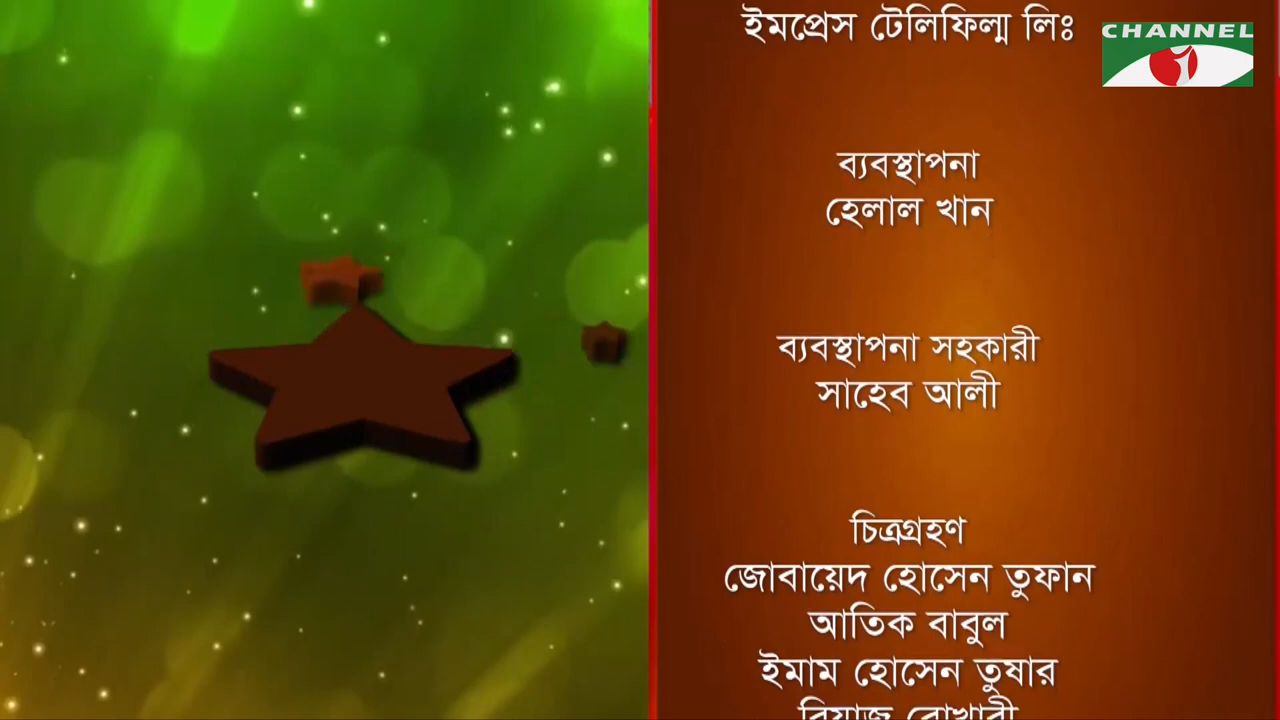 ইমপ্রেস টেলিফিল্ম লিঃ
CHANNEL
ব্যবস্থাপনা
হেলাল খান
ব্যবস্থাপনা সহকারী
সাহেব আলী
চিত্রগ্রহণ
জোবায়েদ হোসেন তুফান
আতিক বাবুল
ইমাম হোসেন তুষার